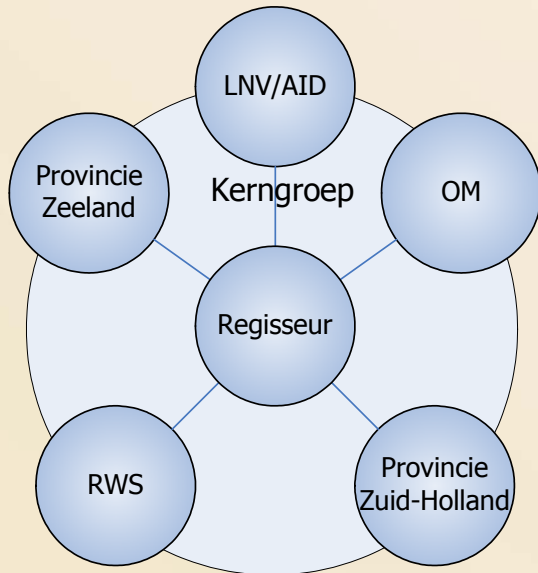 LNV/AID
Provincie
Zeeland
Kerngroep
OM
Regisseur
RWS
Provincie
Zuid-Holland